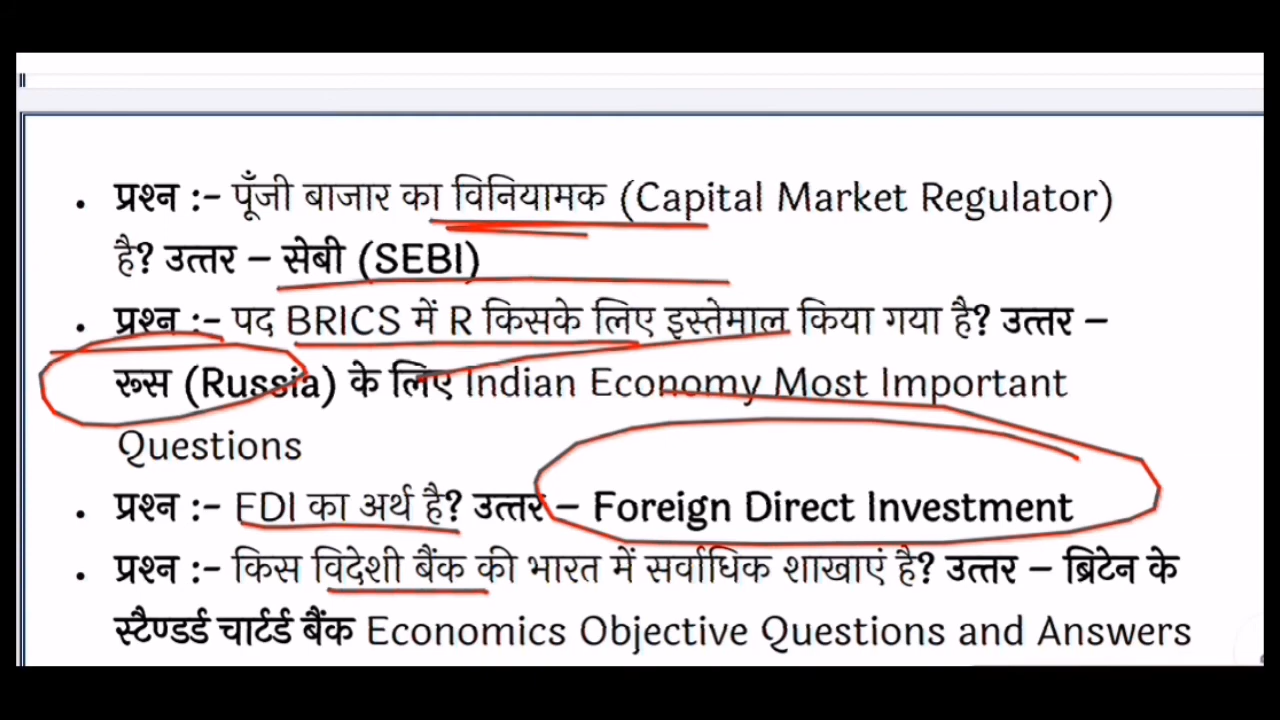 • प्रश्न :– पूँजी बाजार का विनियामक (Capital Market Regulator)
है? उत्तर – सेबी (SEBI)
• प्रश्न :– पद BRICS में R किसके लिए इस्तेमाल किया गया है? उत्तर –
रूस (Russia) के लिए Indian Economy Most Important
Questions
• प्रश्न :– FDI का अर्थ है? उत्तर – Foreign Direct Investment
• प्रश्न :– किस विदेशी बैंक की भारत में सर्वाधिक शाखाएं है? उत्तर – ब्रिटेन के
स्टैण्डर्ड चार्टर्ड बैंक Economics Objective Questions and Answers